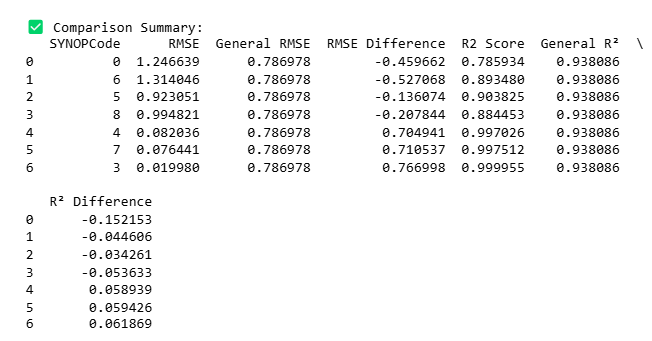 ✅ Comparison Summary:
   SYNOPCode      RMSE  General RMSE  RMSE Difference  R2 Score  General R²  \
0          0  1.246639      0.786978        -0.459662  0.785934    0.938086
1          6  1.314046      0.786978        -0.527068  0.893480    0.938086
2          5  0.923051      0.786978        -0.136074  0.903825    0.938086
3          8  0.994821      0.786978        -0.207844  0.884453    0.938086
4          4  0.082036      0.786978         0.704941  0.997026    0.938086
5          7  0.076441      0.786978         0.710537  0.997512    0.938086
6          3  0.019980      0.786978         0.766998  0.999955    0.938086

   R² Difference
0      -0.152153
1      -0.044606
2      -0.034261
3      -0.053633
4       0.058939
5       0.059426
6       0.061869